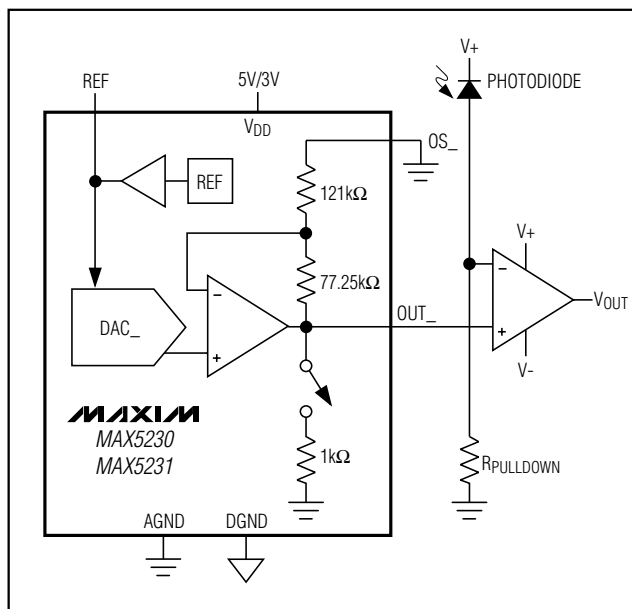 REF
5V/3V
V+
PHOTODIODE
VDD
OS_
REF
121kΩ
V+
77.25kΩ
−
−
DAC_
OUT_
VOUT
+
+
V-
MAXIM
MAX5230
MAX5231
1kΩ
RPULLDOWN
AGND
DGND